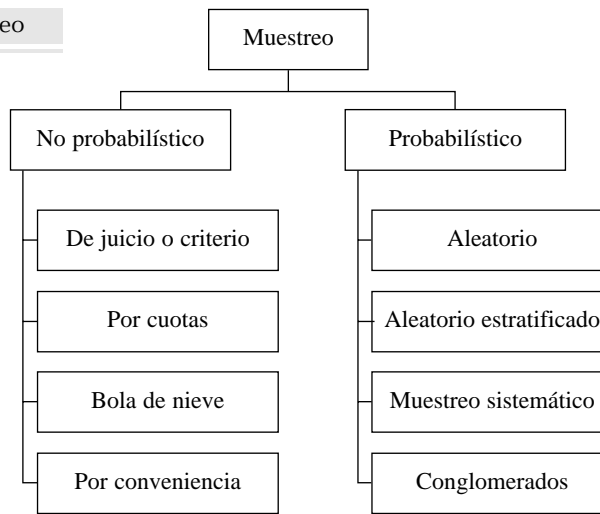 Muestreo
No probabilístico
De juicio o criterio
Por cuotas
Bola de nieve
Por conveniencia
Probabilístico
Aleatorio
Aleatorio estratificado
Muestreo sistemático
Conglomerados